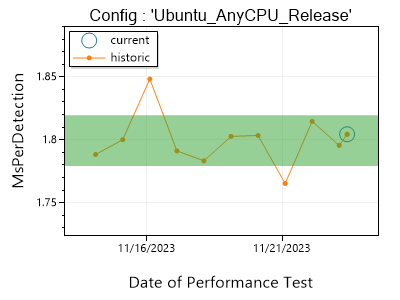 Config : 'Ubuntu_AnyCPU_Release'
current
historic
MsPerDetection
1.85
1.8
1.75
11/16/2023
11/21/2023
Date of Performance Test